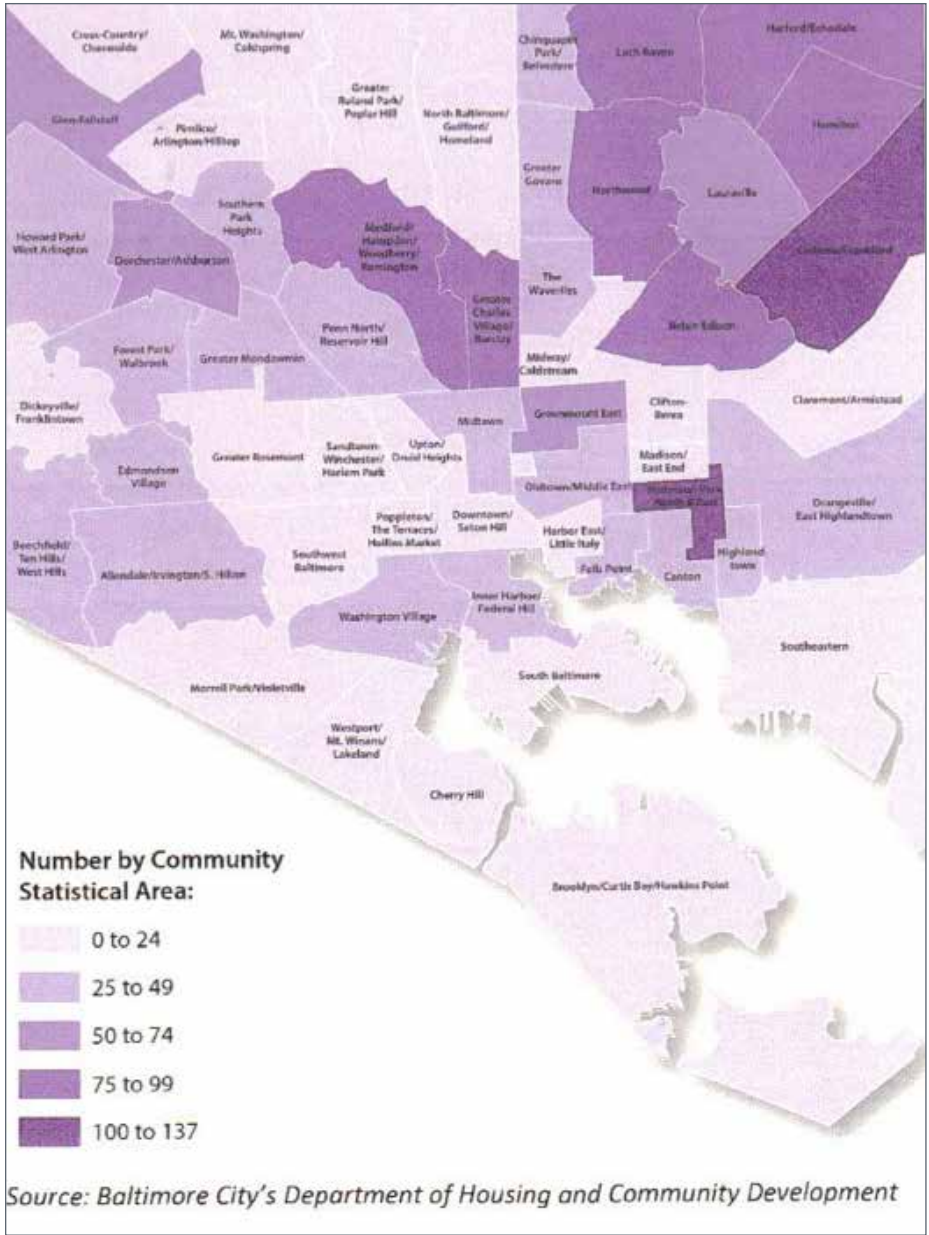 Cross-Country/
Mt. Washington/
Coldspring
Chinquapin
Park/
Belvedere
Loch Raven
Harford/Echodale
Glen-Fallstaff
Pimlico/
Arlington/Hilltop
Greater
Roland Park/
Poplar Hill
North Baltimore/
Guilford/
Homeland
Hamilton
Greater
Govans
Northwood
Lauraville
Southern
Park
Heights
Howard Park/
West Arlington
Dorchester/Ashburton
Medfield/
Hampden/
Woodberry/
Remington
Cedonia/Frankford
The
Waverlies
Greater
Charles
Village/
Barclay
Penn North/
Reservoir Hill
Belair Edison
Forest Park/
Walbrook
Greater Mondawmin
Midway/
Coldstream
Dickeyville/
Franklintown
Clifton-
Berea
Claremont/Armistead
Midtown
Greenmount East
Greater Rosemont
Sandtown-
Winchester/
Harlem Park
Upton/
Druid Heights
Madison/
East End
Edmondson
Village
Oldtown/Middle East
Patterson Park
North & East
Orangeville/
East Highlandtown
Poppleton/
The Terraces/
Hollins Market
Downtown/
Seton Hill
Harbor East/
Little Italy
Beechfield/
Ten Hills/
West Hills
Allendale/Irvington/S. Hilton
Southwest
Baltimore
Fells Point
Canton
Highland
town
Washington Village
Inner Harbor/
Federal Hill
Southeastern
South Baltimore
Morrell Park/Violetville
Westport/
Mt. Winans/
Lakeland
Cherry Hill
Brooklyn/Curtis Bay/Hawkins Point
Number by Community
Statistical Area:
0 to 24
25 to 49
50 to 74
75 to 99
100 to 137
Source: Baltimore City's Department of Housing and Community Development